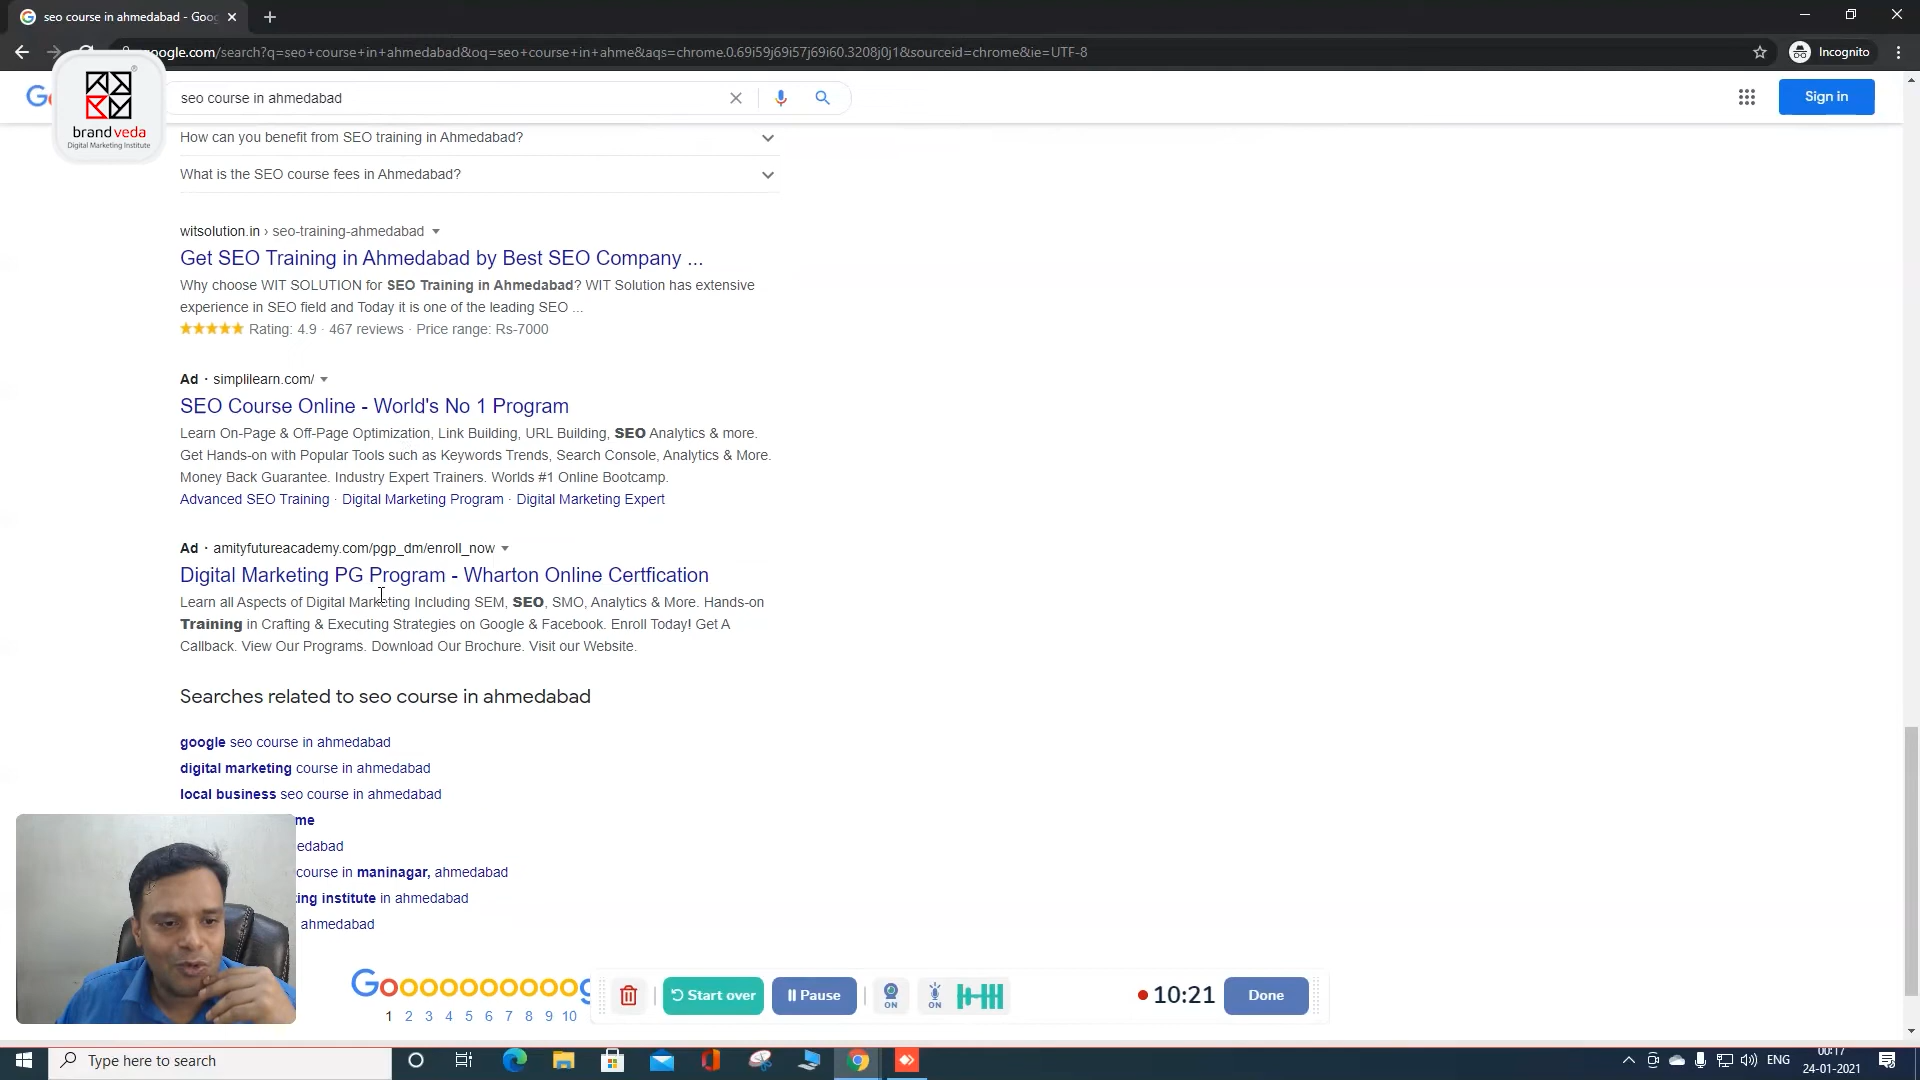 seo course in ahmedabad - Goo
google.com/search?q=seo+course+in+ahmedabad&oq=seo+course+in+ahme&aqs=chrome.0.69i59j69i57j69i60.3208j0j1&sourceid=chrome&ie=UTF-8
Incognito
Go
seo course in ahmedabad
Sign in
®
brandveda
Digital Marketing Institute
How can you benefit from SEO training in Ahmedabad?
What is the SEO course fees in Ahmedabad?
witsolution.in › seo-training-ahmedabad
Get SEO Training in Ahmedabad by Best SEO Company ...
Why choose WIT SOLUTION for SEO Training in Ahmedabad? WIT Solution has extensive
experience in SEO field and Today it is one of the leading SEO ...
Rating: 4.9 · 467 reviews · Price range: Rs-7000
Ad · simplilearn.com/
SEO Course Online - World's No 1 Program
Learn On-Page & Off-Page Optimization, Link Building, URL Building, SEO Analytics & more.
Get Hands-on with Popular Tools such as Keywords Trends, Search Console, Analytics & More.
Money Back Guarantee. Industry Expert Trainers. Worlds #1 Online Bootcamp.
Advanced SEO Training · Digital Marketing Program · Digital Marketing Expert
Ad · amityfutureacademy.com/pgp_dm/enroll_now
Digital Marketing PG Program - Wharton Online Certfication
Learn all Aspects of Digital Marketing Including SEM, SEO, SMO, Analytics & More. Hands-on
Training in Crafting & Executing Strategies on Google & Facebook. Enroll Today! Get A
Callback. View Our Programs. Download Our Brochure. Visit our Website.
Searches related to seo course in ahmedabad
google seo course in ahmedabad
digital marketing course in ahmedabad
local business seo course in ahmedabad
me
edabad
course in maninagar, ahmedabad
ing institute in ahmedabad
ahmedabad
Goooooooooog
1 2 3 4 5 6 7 8 9 10
Start over
Pause
ON
ON
10:21
Done
Type here to search
ENG
00:17
24-01-2021